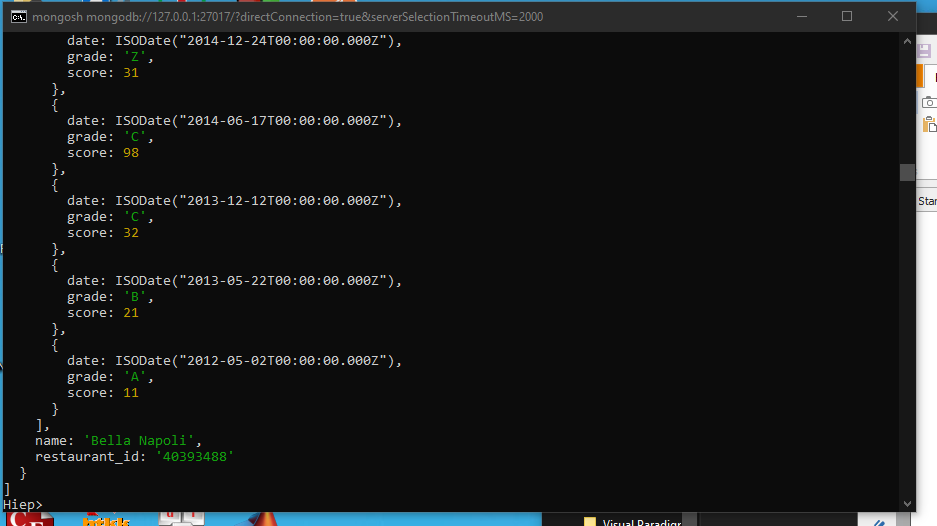 mongosh mongodb://127.0.0.1:27017/?directConnection=true&serverSelectionTimeoutMS=2000
date: ISODate("2014-12-24T00:00:00.000Z"),
grade: 'Z',
score: 31
},
{
date: ISODate("2014-06-17T00:00:00.000Z"),
grade: 'C',
score: 98
},
{
date: ISODate("2013-12-12T00:00:00.000Z"),
grade: 'C',
score: 32
},
{
date: ISODate("2013-05-22T00:00:00.000Z"),
grade: 'B',
score: 21
},
{
date: ISODate("2012-05-02T00:00:00.000Z"),
grade: 'A',
score: 11
}
],
name: 'Bella Napoli',
restaurant_id: '40393488'
}
]
Hiep>
Star
Visual Paradigr